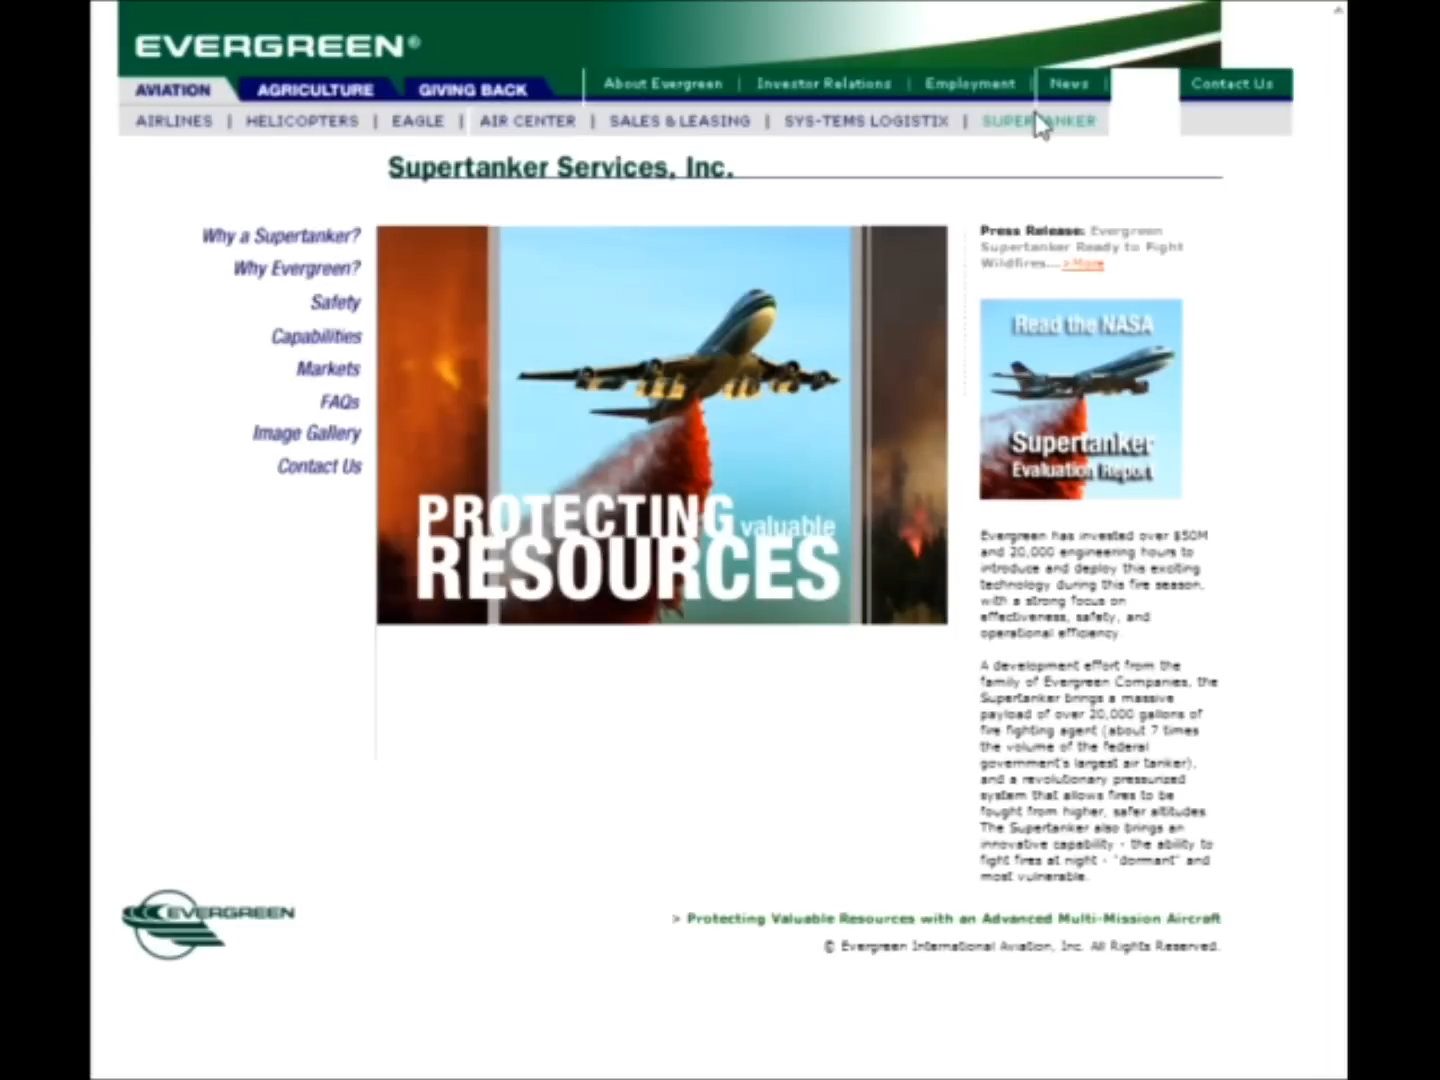 EVERGREEN®
About Evergreen | Investor Relations | Employment | News | Contact Us
AVIATION AGRICULTURE GIVING BACK
AIRLINES | HELICOPTERS | EAGLE | AIR CENTER | SALES & LEASING | SYS-TEMS LOGISTIX | SUPERTANKER
Supertanker Services, Inc.
Why a Supertanker?
Why Evergreen?
Safety
Capabilities
Markets
FAQs
Image Gallery
Contact Us
PROTECTING valuable
RESOURCES
Press Release: Evergreen
Supertanker Ready to Fight
Wildfires... >More
Read the NASA
Supertanker
Evaluation Report
Evergreen has invested over $50M
and 20,000 engineering hours to
introduce and deploy this exciting
technology during this fire season,
with a strong focus on
effectiveness, safety, and
operational efficiency.
A development effort from the
family of Evergreen Companies, the
Supertanker brings a massive
payload of over 20,000 gallons of
fire fighting agent (about 7 times
the volume of the federal
government's largest air tanker),
and a revolutionary pressurized
system that allows fires to be
fought from higher, safer altitudes.
The Supertanker also brings an
innovative capability - the ability to
fight fires at night - "dormant" and
most vulnerable.
EVERGREEN
> Protecting Valuable Resources with an Advanced Multi-Mission Aircraft
© Evergreen International Aviation, Inc. All Rights Reserved.